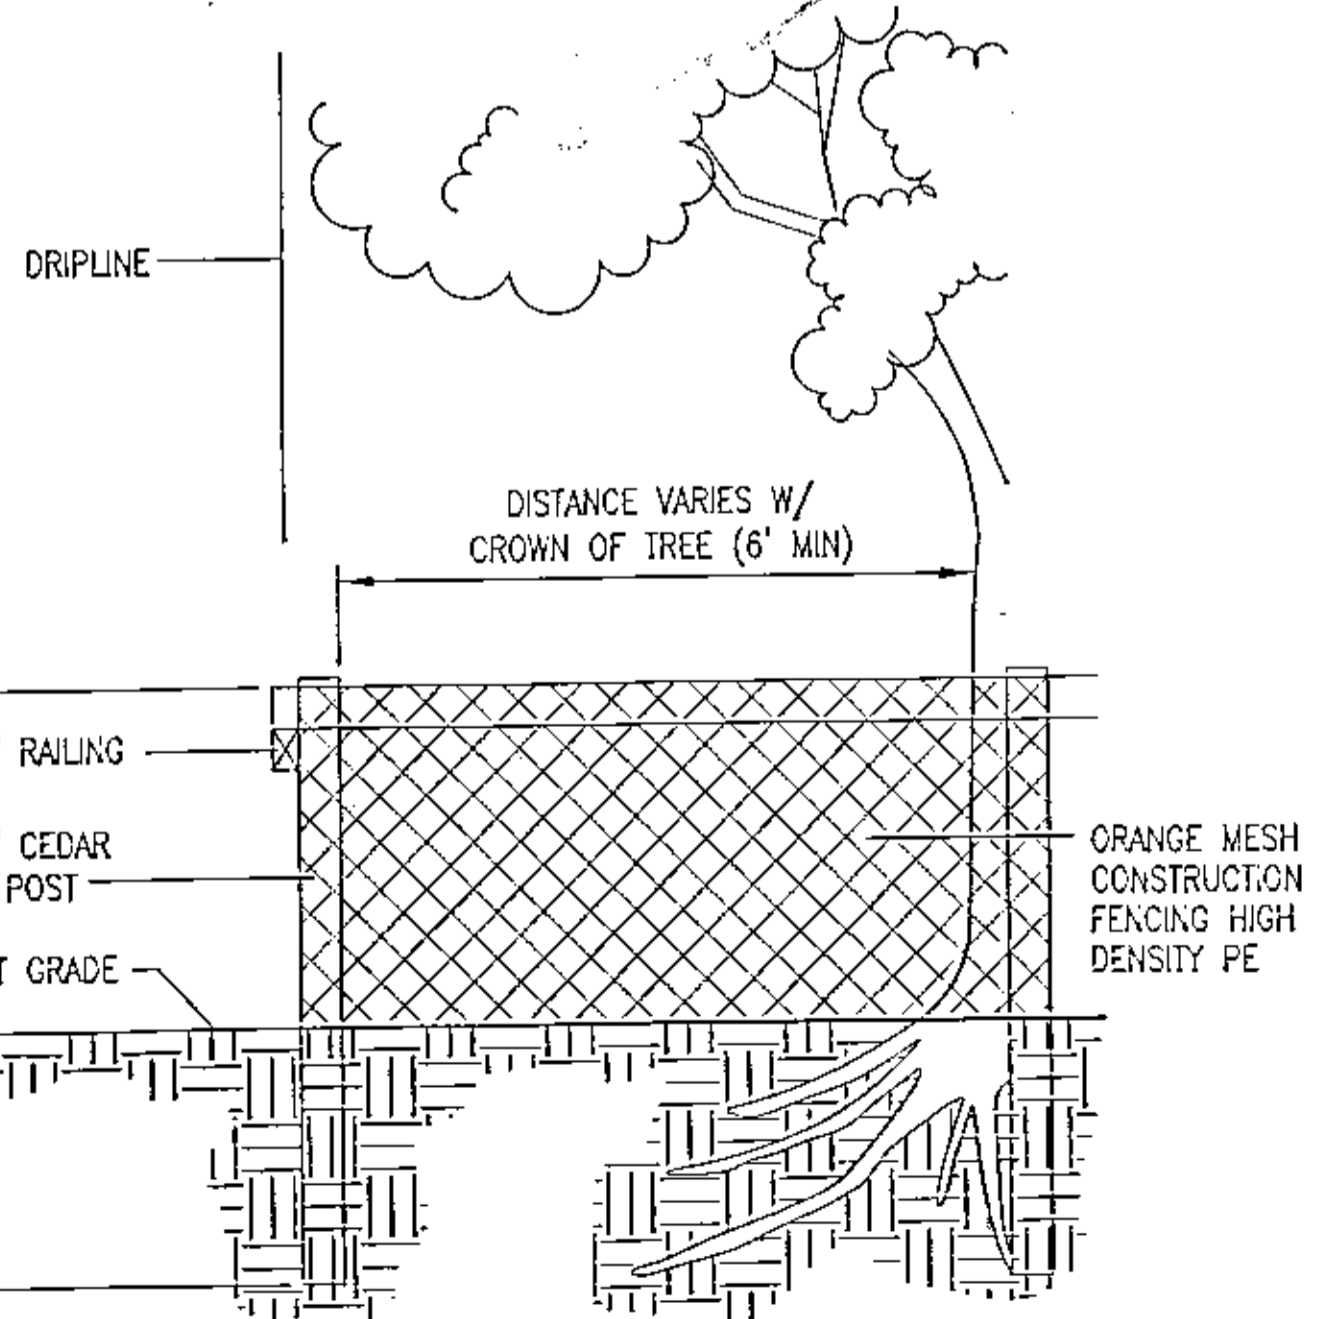 DRIPLINE
DISTANCE VARIES W/
CROWN OF TREE (6' MIN)
RAILING
CEDAR
POST
GRADE
ORANGE MESH
CONSTRUCTION
FENCING HIGH
DENSITY PE